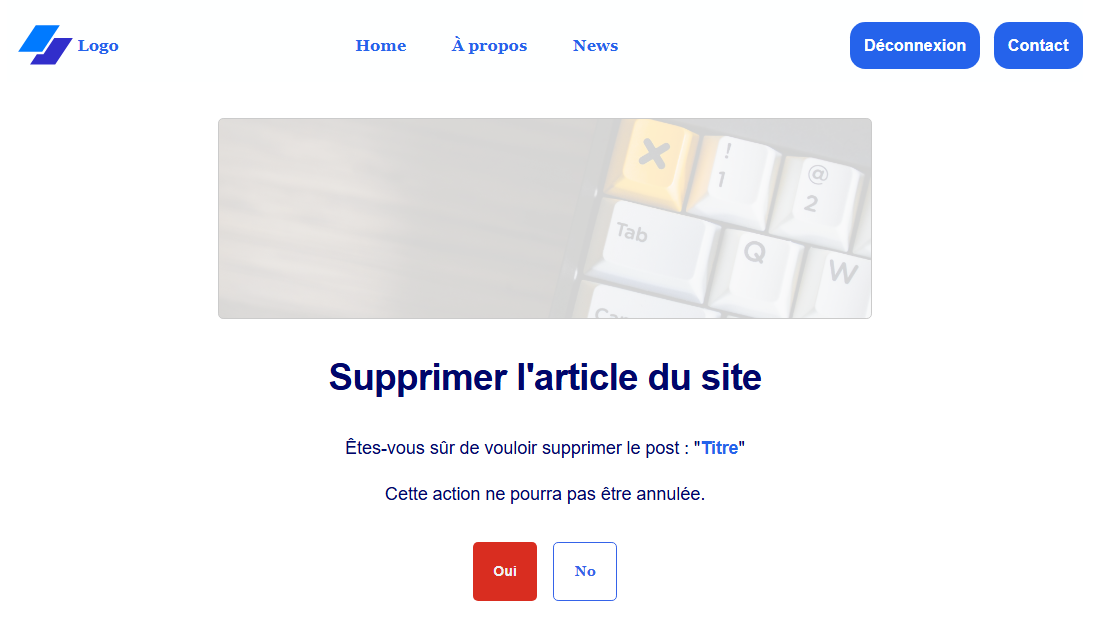 Logo
Home À propos News
Déconnexion Contact
! 1
@ 2
Tab Q W
Supprimer l'article du site
Êtes-vous sûr de vouloir supprimer le post : "Titre"
Cette action ne pourra pas être annulée.
Oui No